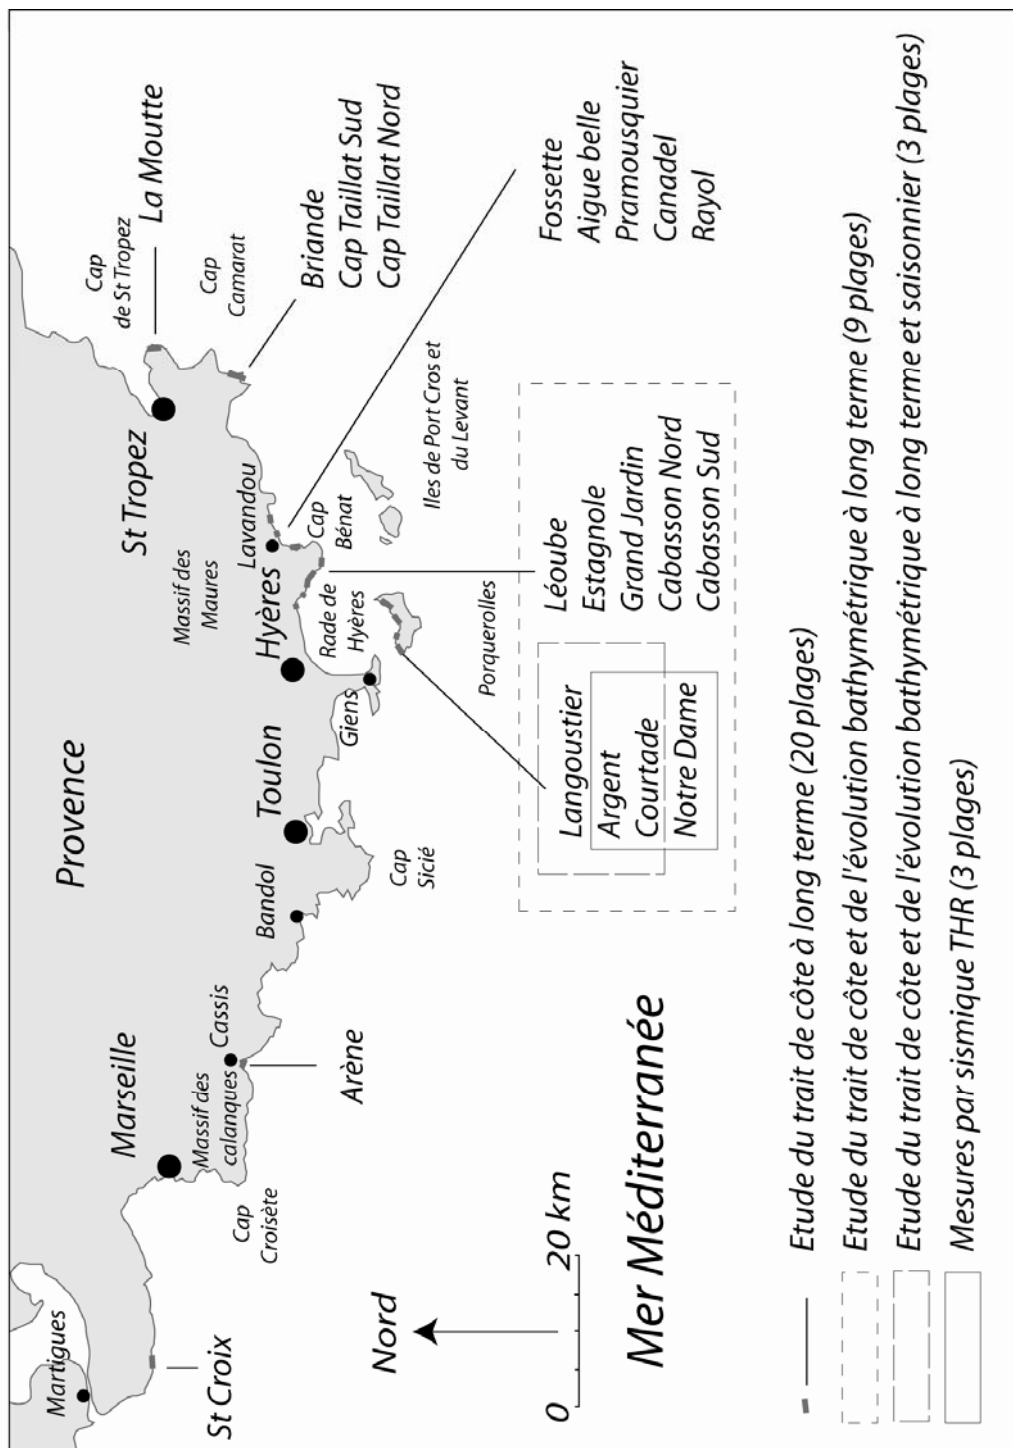 Provence
Martigues
St Croix
Marseille
Massif des
calanques
Cassis
Cap
Croisète
Arène
Bandol
Toulon
Cap
Sicié
Giens
Hyères
Rade de
Hyères
Porquerolles
Massif des
Maures
Lavandou
Cap
Bénat
Iles de Port Cros et
du Levant
St Tropez
Cap
de St Tropez
La Moutte
Cap
Camarat
Briande
Cap Taillat Sud
Cap Taillat Nord
Fossette
Aigue belle
Pramousquier
Canadel
Rayol
Léoube
Estagnole
Grand Jardin
Cabasson Nord
Cabasson Sud
Langoustier
Argent
Courtade
Notre Dame
Nord
0 20 km
Mer Méditerranée
Etude du trait de côte à long terme (20 plages)
Etude du trait de côte et de l'évolution bathymétrique à long terme (9 plages)
Etude du trait de côte et de l'évolution bathymétrique à long terme et saisonnier (3 plages)
Mesures par sismique THR (3 plages)